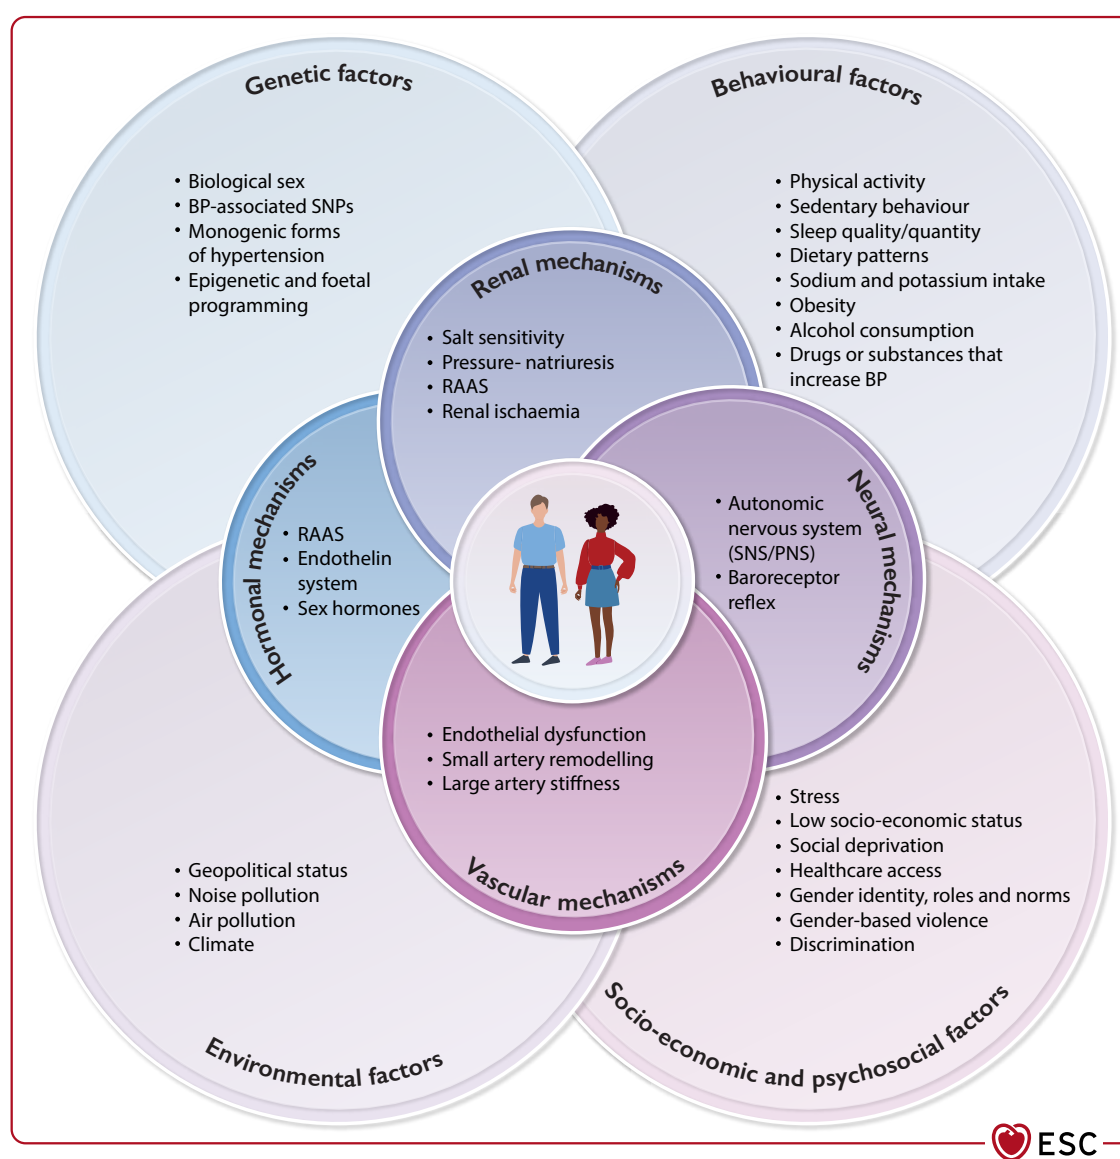 Genetic factors
• Biological sex
• BP-associated SNPs
• Monogenic forms
of hypertension
• Epigenetic and foetal
programming
Behavioural factors
• Physical activity
• Sedentary behaviour
• Sleep quality/quantity
• Dietary patterns
• Sodium and potassium intake
• Obesity
• Alcohol consumption
• Drugs or substances that
increase BP
Renal mechanisms
• Salt sensitivity
• Pressure- natriuresis
• RAAS
• Renal ischaemia
Hormonal mechanisms
• RAAS
• Endothelin
system
• Sex hormones
Neural mechanisms
• Autonomic
nervous system
(SNS/PNS)
• Baroreceptor
reflex
• Endothelial dysfunction
• Small artery remodelling
• Large artery stiffness
Vascular mechanisms
• Geopolitical status
• Noise pollution
• Air pollution
• Climate
Environmental factors
• Stress
• Low socio-economic status
• Social deprivation
• Healthcare access
• Gender identity, roles and norms
• Gender-based violence
• Discrimination
Socio-economic and psychosocial factors
ESC